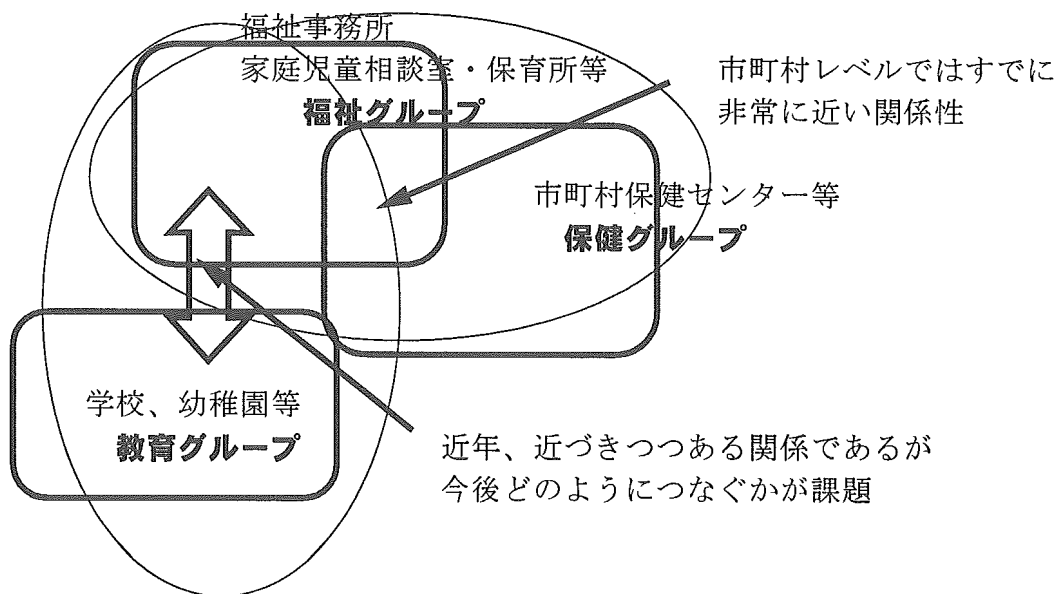 福祉事務所
家庭児童相談室・保育所等
福祉グループ
市町村レベルではすでに
非常に近い関係性
市町村保健センター等
保健グループ
学校、幼稚園等
教育グループ
近年、近づきつつある関係であるが
今後どのようにつなぐかが課題